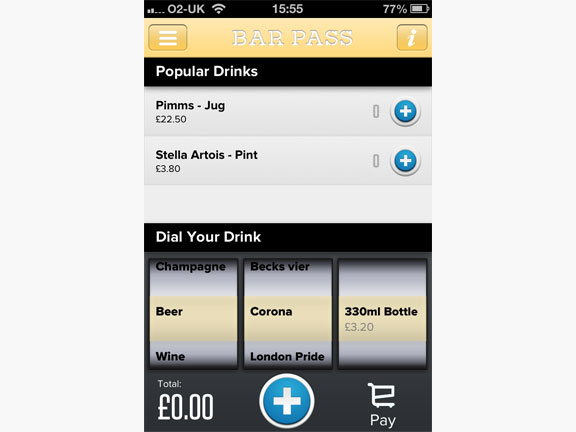 O2-UK 15:55 77%
BAR PASS
i
Popular Drinks
Pimms - Jug
£22.50
0
Stella Artois - Pint
£3.80
0
Dial Your Drink
Champagne Becks vier
Beer Corona 330ml Bottle
£3.20
Wine London Pride
Total:
£0.00
Pay